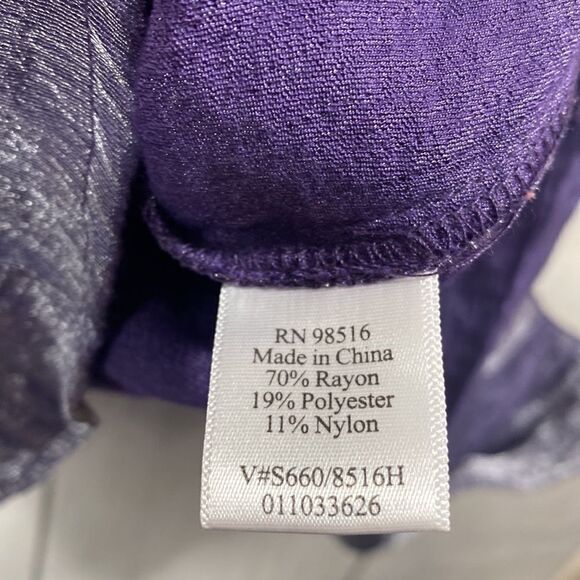 RN 98516
Made in China
70% Rayon
19% Polyester
11% Nylon
V#S660/8516H
011033626